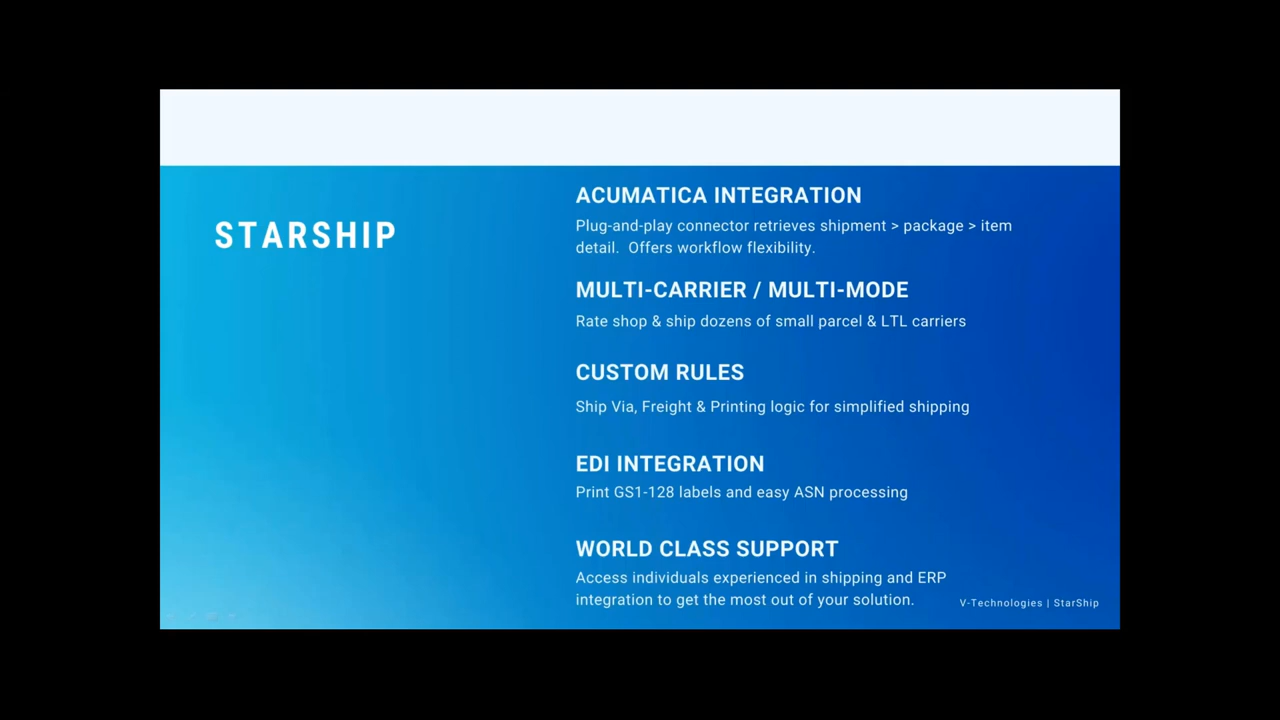 STARSHIP
ACUMATICA INTEGRATION
Plug-and-play connector retrieves shipment > package > item
detail.  Offers workflow flexibility.
MULTI-CARRIER / MULTI-MODE
Rate shop & ship dozens of small parcel & LTL carriers
CUSTOM RULES
Ship Via, Freight & Printing logic for simplified shipping
EDI INTEGRATION
Print GS1-128 labels and easy ASN processing
WORLD CLASS SUPPORT
Access individuals experienced in shipping and ERP
integration to get the most out of your solution.
V-Technologies | StarShip